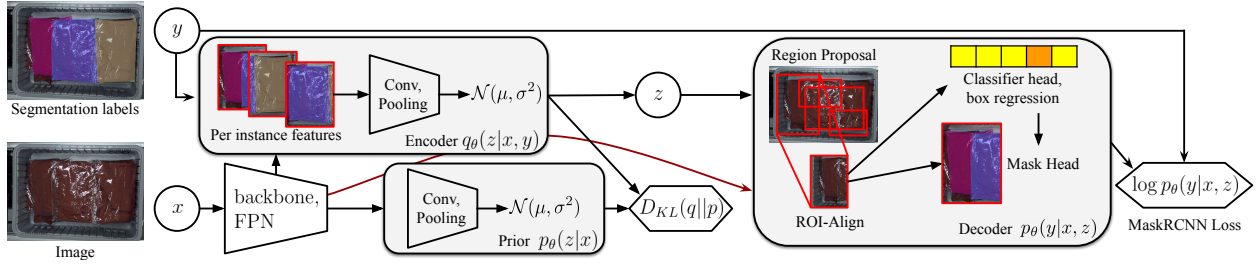 Segmentation labels
Image
y
x
Per instance features
Conv,
Pooling
𝒩(μ, σ²)
Encoder q_θ(z|x, y)
backbone,
FPN
Conv,
Pooling
𝒩(μ, σ²)
Prior p_θ(z|x)
z
D_KL(q||p)
Region Proposal
ROI-Align
Classifier head,
box regression
Mask Head
Decoder p_θ(y|x, z)
log p_θ(y|x, z)
MaskRCNN Loss